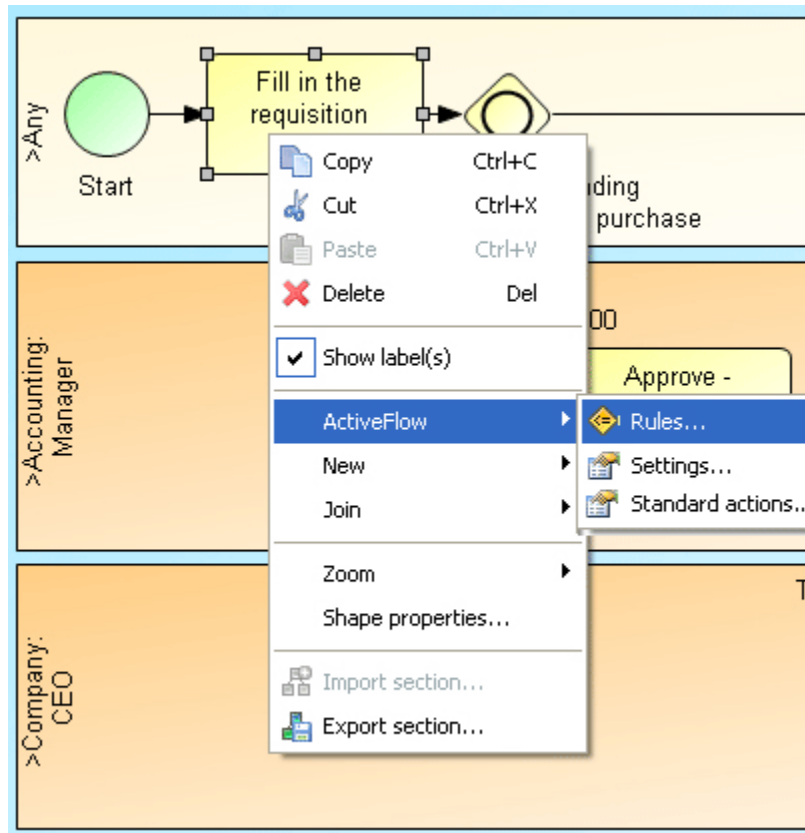 >Any
Start
Fill in the
requisition
nding
purchase
Copy Ctrl+C
Cut Ctrl+X
Paste Ctrl+V
Delete Del
Show label(s)
ActiveFlow
New
Join
Zoom
Shape properties...
Import section...
Export section...
Rules...
Settings...
Standard actions..
>Accounting:
Manager
00
Approve -
>Company:
CEO
T